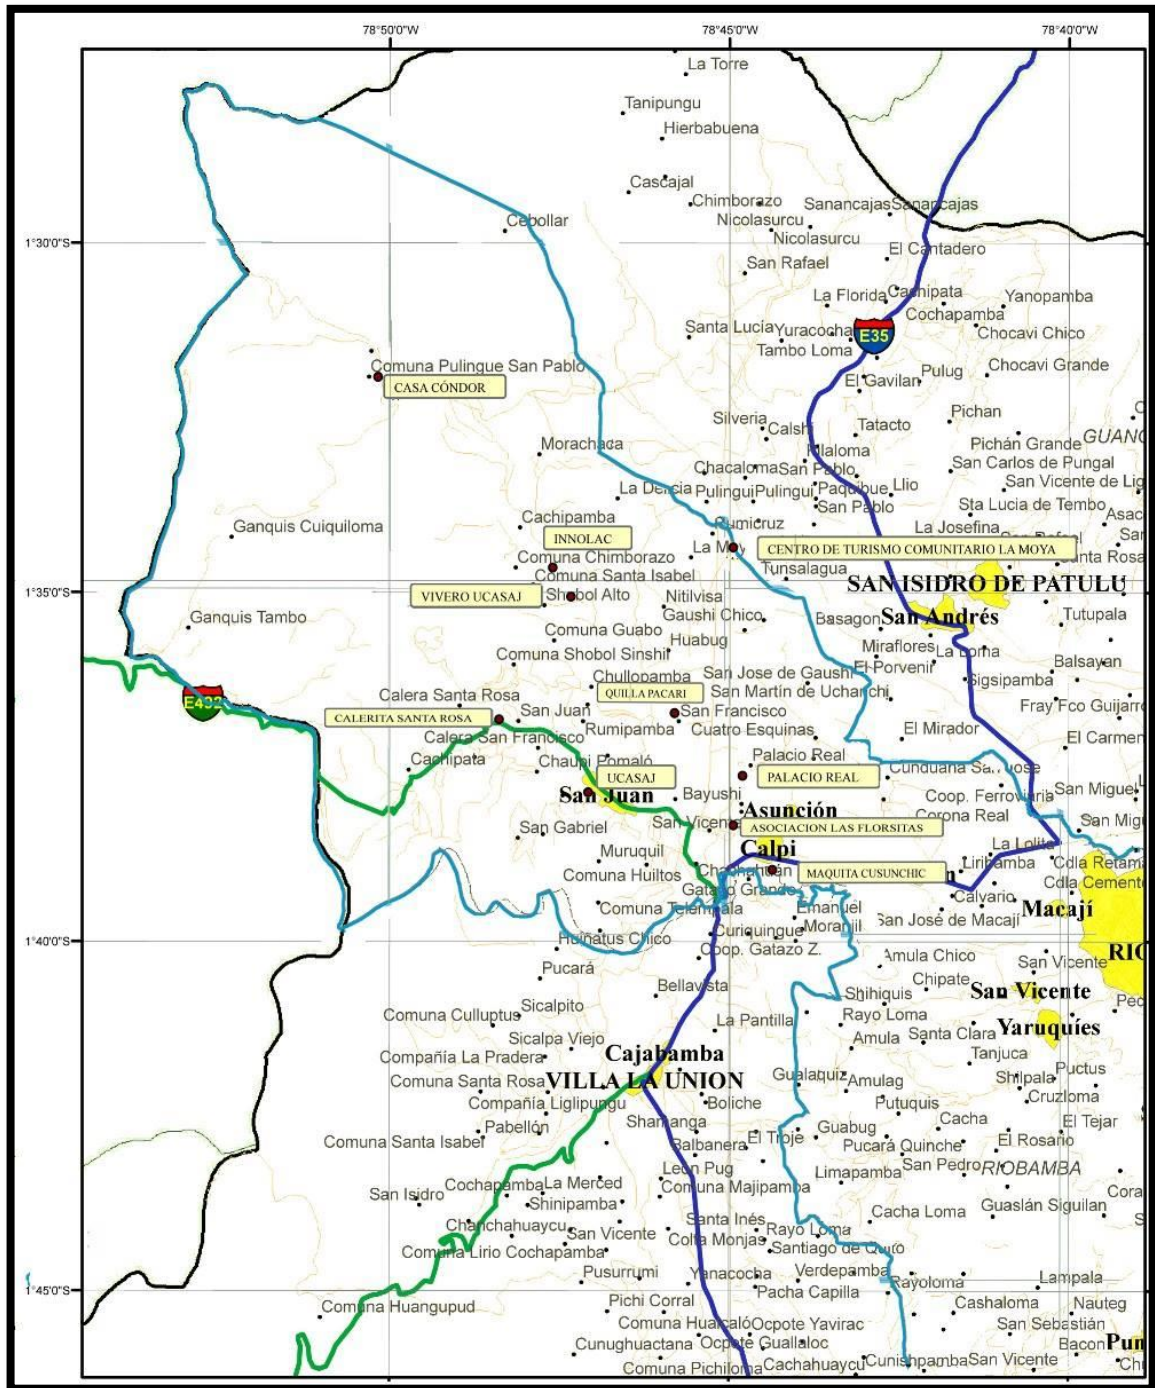 78°50'0"W
78°45'0"W
78°40'0"W
La Torre
Tanipungu
Hierbabuena
Cascajal
Chimborazo
Nicolasurcu
Sanancajas
Sanancajas
Cebollar
Nicolasurcu
1°30'0"S
El Cantadero
San Rafael
La Florida
Cachipata
Yanopamba
Cochapamba
Santa Lucía
Yuracocha
E35
Chocavi Chico
Tambo Loma
Comuna Pulingue San Pablo
CASA CÓNDOR
El Gavilan
Pulug
Chocavi Grande
Silveria
Calshi
Tatacto
Pichan
Pichán Grande
Morachaca
Chacaloma
San Pablo
San Carlos de Pungal
Pulingui
Pulingui
Paquibue
Llio
San Vicente de Lig
San Pablo
Sta Lucia de Tembo
Cachipamba
Rumicruz
La Josefina
Asac
Ganquis Cuiquiloma
INNOLAC
La Moy
CENTRO DE TURISMO COMUNITARIO LA MOYA
Comuna Chimborazo
Tunsalagua
Comuna Santa Isabel
SAN ISIDRO DE PATULU
1°35'0"S
VIVERO UCASAJ
Shobol Alto
Nitilvisa
Ganquis Tambo
Gaushi Chico
Basagon
San Andrés
Tutupala
Comuna Guabo
Huabug
Miraflores
La Loma
Comuna Shobol Sinshil
El Porvenir
Balsayan
Chullopamba
San Jose de Gaushi
Sigsipamba
QUILLA PACARI
San Martín de Uchanchi
Calera Santa Rosa
San Juan
San Francisco
Fray Fco Guijarro
CALERITA SANTA ROSA
Rumipamba
Cuatro Esquinas
El Mirador
El Carmen
Calera San Francisco
Palacio Real
Cachipata
Chaupi Pomaló
UCASAJ
PALACIO REAL
San Miguel
San Juan
Bayushi
Coop. Ferroviaria
Asunción
Corona Real
San Gabriel
San Vicente
ASOCIACION LAS FLORSITAS
San Migu
Muruquil
Calpi
La Lolita
Comuna Huiltos
Liribamba
Cdla Retama
MAQUITA CUSUNCHIC
Cdla Cemente
Gatazo Grande
Calvario
Comuna Telempala
Emanuel
San José de Macají
Macají
Curiquingue
Moranjil
Huiñatus Chico
1°40'0"S
Coop. Gatazo Z.
Amula Chico
San Vicente
RIO
Pucará
Chipate
Bellavista
Shihiquis
San Vicente
Sicalpito
Comuna Culluptus
La Pantilla
Rayo Loma
Yaruquíes
Sicalpa Viejo
Amula
Santa Clara
Compañía La Pradera
Cajabamba
Tanjuca
Comuna Santa Rosa
VILLA LA UNION
Gualaquiz
Amulag
Shilpala
Puctus
Compañía Liglipungu
Boliche
Putuquis
Cruzloma
Pabellón
Shamanga
Cacha
El Tejar
Comuna Santa Isabel
Balbanera
El Troje
Guabug
Pucará Quinche
El Rosario
Leon Pug
Limapamba
San Pedro
RIOBAMBA
San Isidro
Cochapamba
La Merced
Comuna Majipamba
Shinipamba
Guaslán Siguilan
Chanchahuaycu
San Vicente
Santa Inés
Rayo Loma
Cacha Loma
Comuna Lirio Cochapamba
Colta Monjas
Santiago de Quito
Pusurrumi
Yanacocha
Verdepamba
Rayoloma
Lampala
1°45'0"S
Comuna Huangupud
Pichi Corral
Pacha Capilla
Cashaloma
Nauteg
Comuna Hualcaló
Ocpote Yavirac
San Sebastián
Cunughuactana
Ocpote Guallaloc
Bacon
Comuna Pichiloma
Cachahuaycu
Cunishpamba
San Vicente